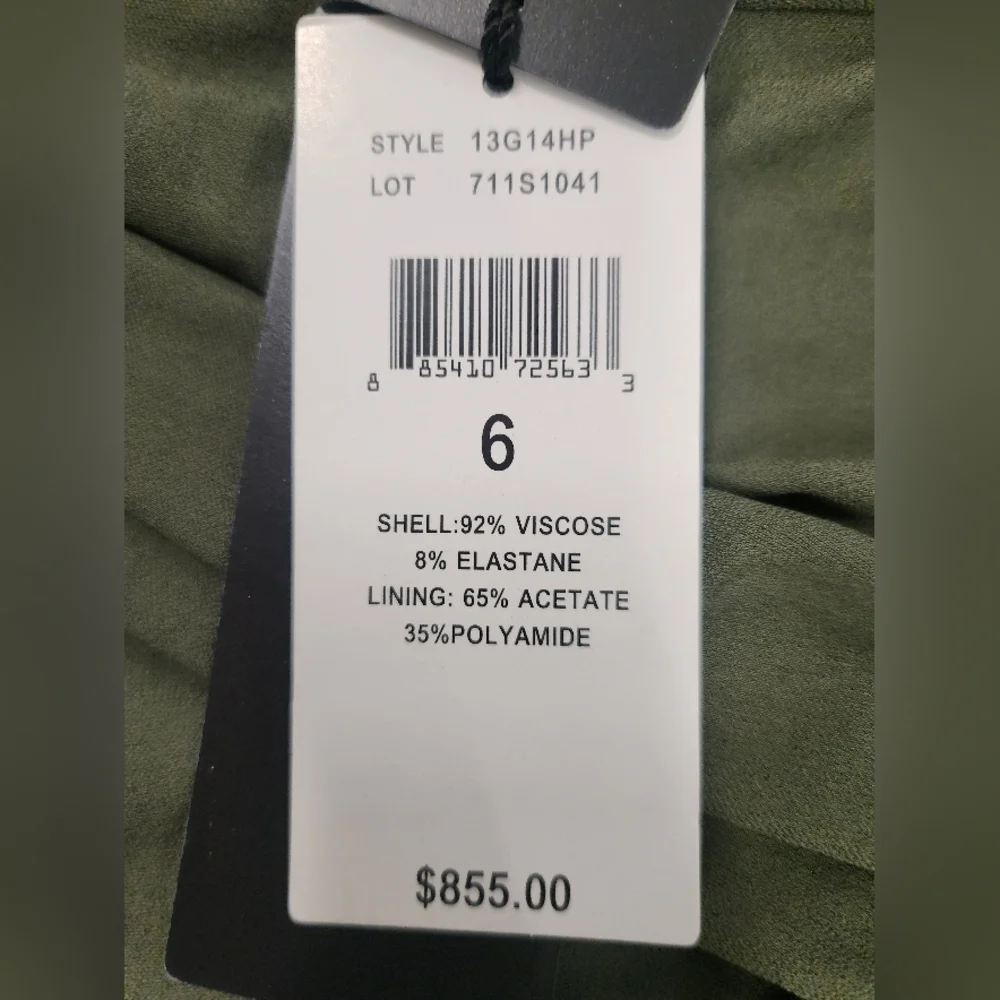 STYLE 13G14HP
LOT 711S1041
8 85410 72563 3
6
SHELL:92% VISCOSE
8% ELASTANE
LINING: 65% ACETATE
35%POLYAMIDE
$855.00